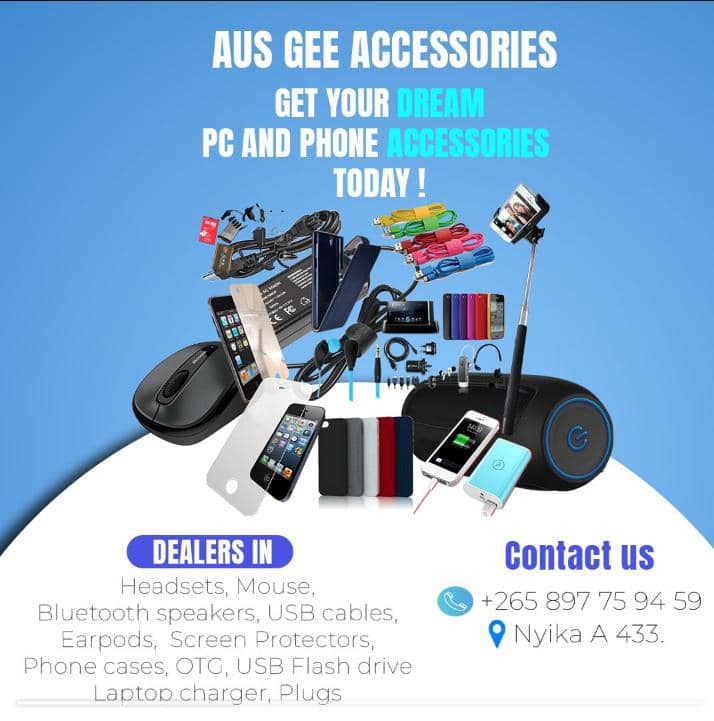 AUS GEE ACCESSORIES
GET YOUR DREAM
PC AND PHONE ACCESSORIES
TODAY !
DEALERS IN
Headsets, Mouse,
Bluetooth speakers, USB cables,
Earpods, Screen Protectors,
Phone cases, OTG, USB Flash drive
Laptop charger, Plugs
Contact us
+265 897 75 94 59
Nyika A 433.